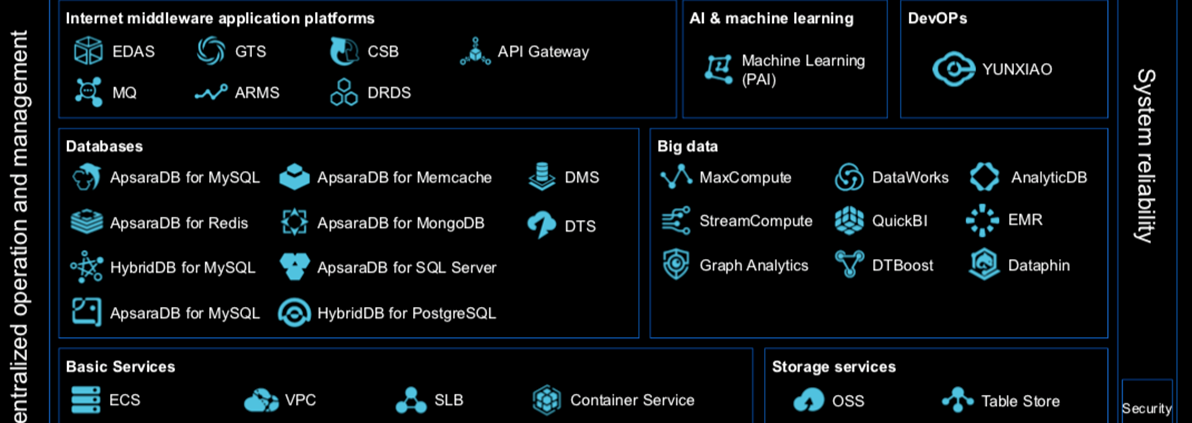 entralized operation and management
Internet middleware application platforms
EDAS
GTS
CSB
API Gateway
MQ
ARMS
DRDS
AI & machine learning
Machine Learning
(PAI)
DevOPs
YUNXIAO
Databases
ApsaraDB for MySQL
ApsaraDB for Memcache
DMS
ApsaraDB for Redis
ApsaraDB for MongoDB
DTS
HybridDB for MySQL
ApsaraDB for SQL Server
ApsaraDB for MySQL
HybridDB for PostgreSQL
Big data
MaxCompute
DataWorks
AnalyticDB
StreamCompute
QuickBI
EMR
Graph Analytics
DTBoost
Dataphin
Basic Services
ECS
VPC
SLB
Container Service
Storage services
OSS
Table Store
System reliability
Security